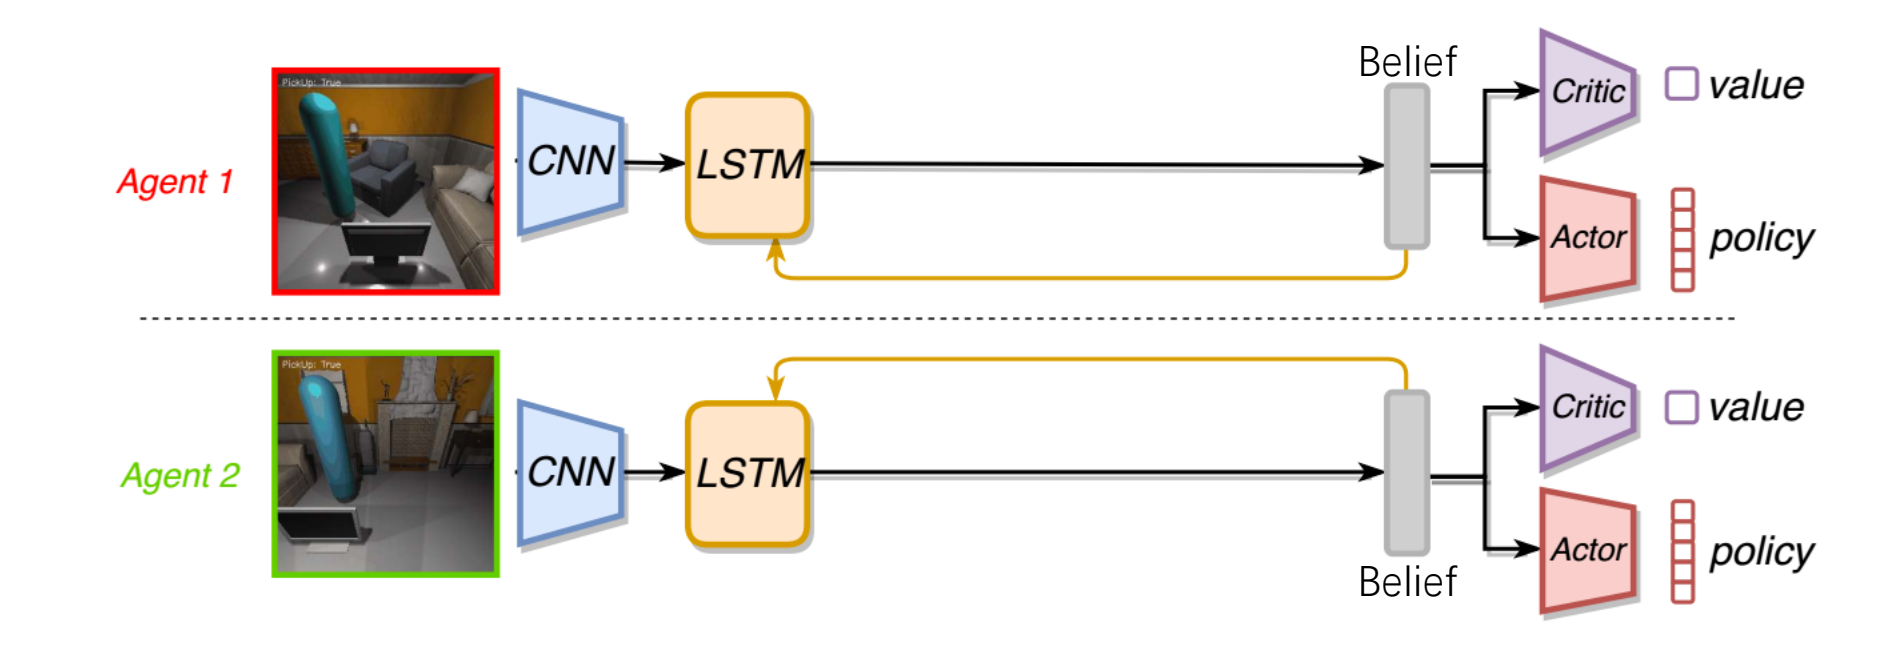 Belief
Critic
value
PickUp: True
Agent 1
CNN
LSTM
Actor
policy
PickUp: True
Agent 2
CNN
LSTM
Critic
value
Actor
policy
Belief